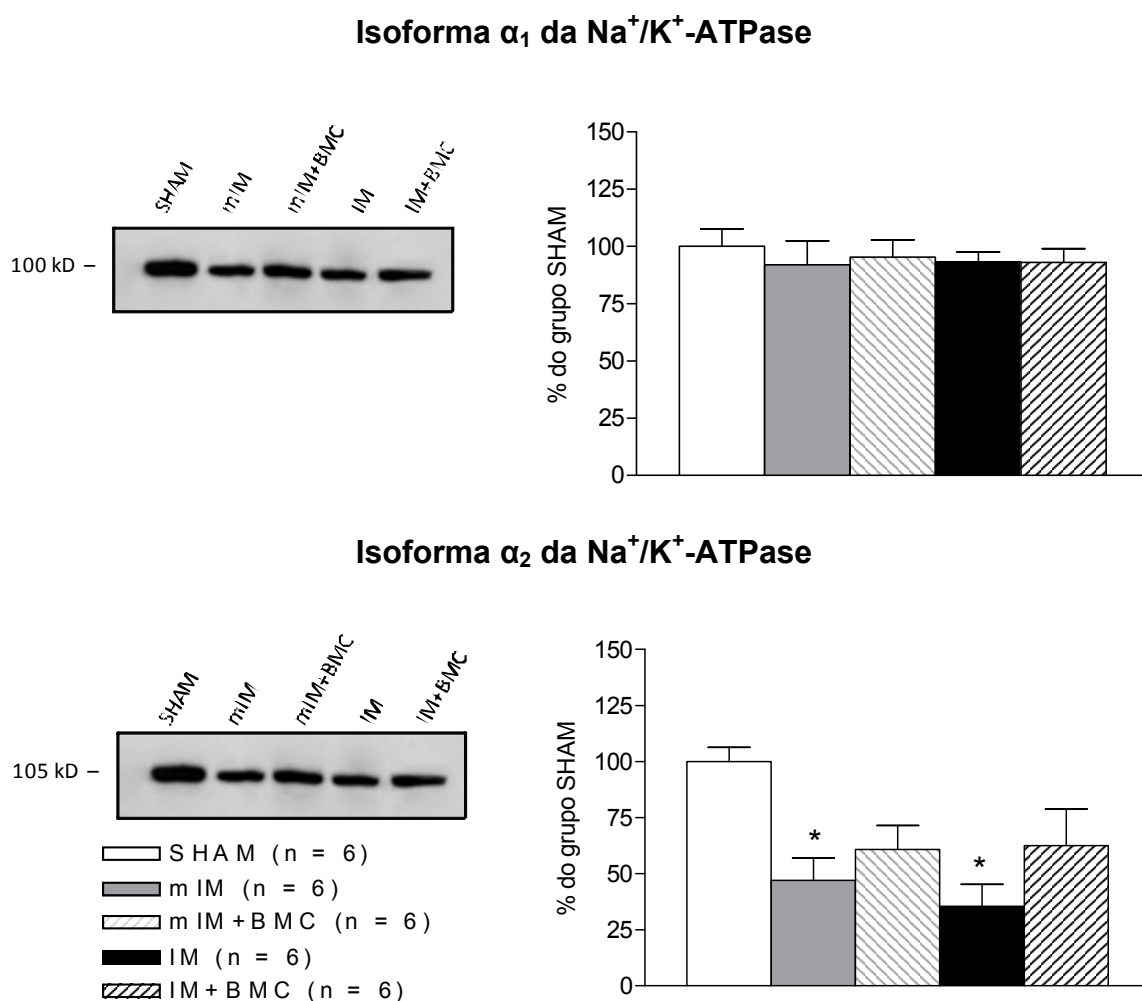 Isoforma α₁ da Na⁺/K⁺-ATPase
SHAM
mIM
mIM+BMC
IM
IM+BMC
100 kD –
% do grupo SHAM
150
125
100
75
50
25
0
Isoforma α₂ da Na⁺/K⁺-ATPase
SHAM
mIM
mIM+BMC
IM
IM+BMC
105 kD –
SHAM (n = 6)
mIM (n = 6)
mIM+BMC (n = 6)
IM (n = 6)
IM+BMC (n = 6)
% do grupo SHAM
150
125
100
75
50
25
0
*
*